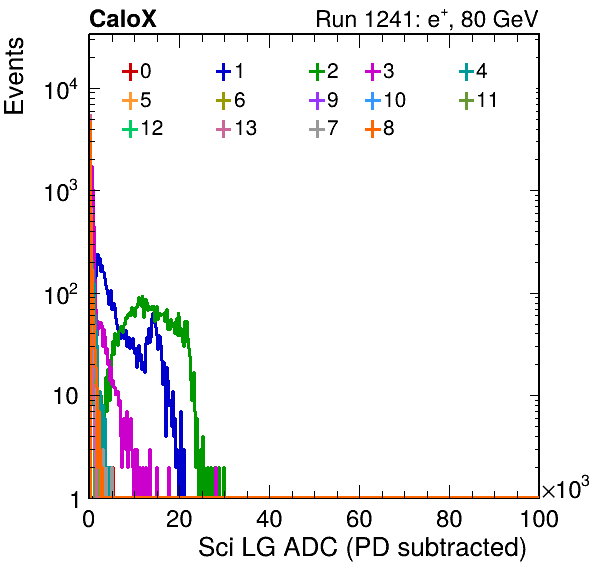 CaloX Run 1241: e⁺, 80 GeV
Events
0 1 2 3 4
5 6 9 10 11
12 13 7 8
10⁴
10³
10²
10
1
0 20 40 60 80 100
×10³
Sci LG ADC (PD subtracted)